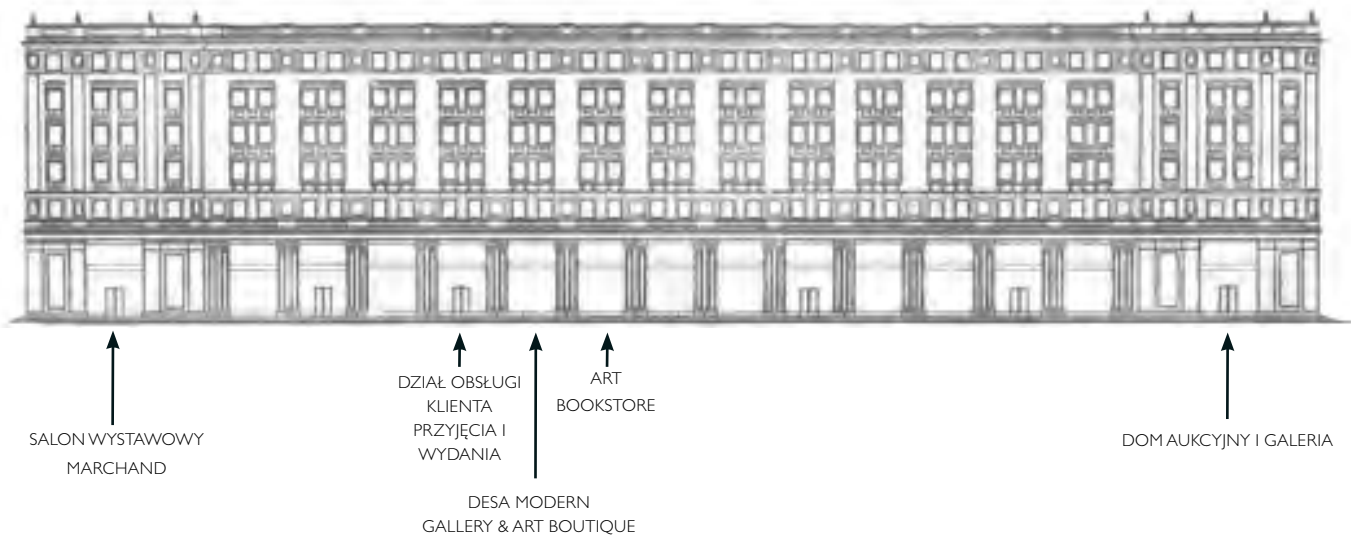 SALON WYSTAWOWY
MARCHAND
DZIAŁ OBSŁUGI
KLIENTA
PRZYJĘCIA I
WYDANIA
DESA MODERN
GALLERY & ART BOUTIQUE
ART
BOOKSTORE
DOM AUKCYJNY I GALERIA